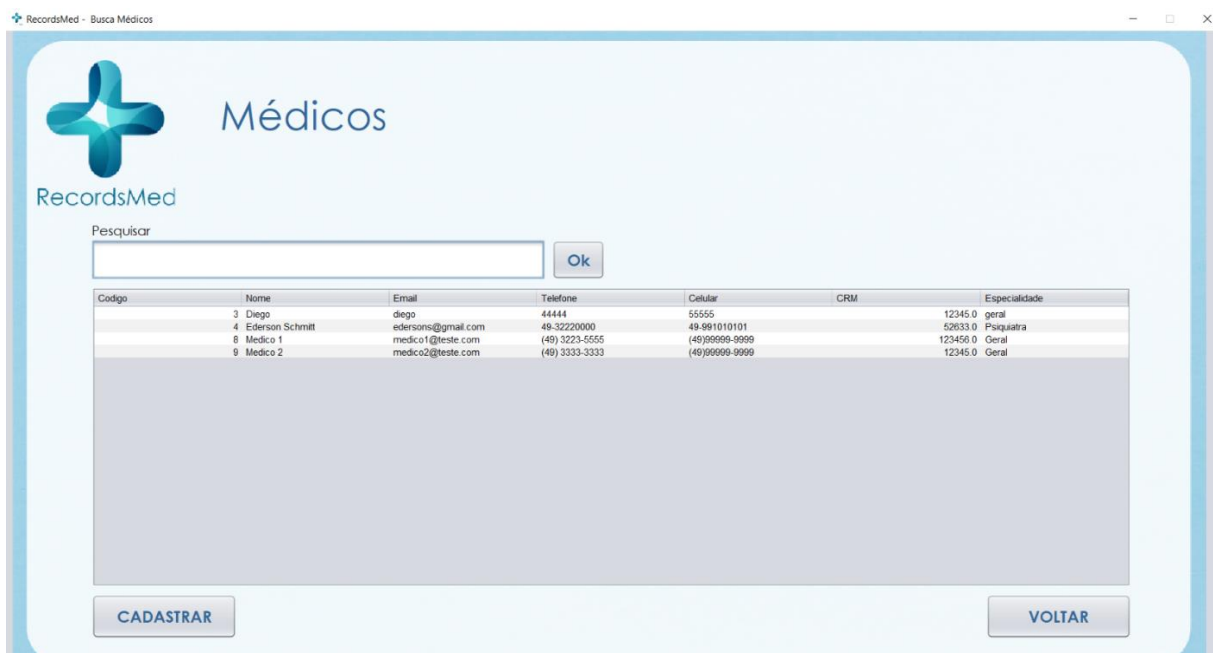 RecordsMed - Busca Médicos
Médicos
RecordsMed
Pesquisar
Ok
Codigo Nome Email Telefone Celular CRM Especialidade
3 Diego diego 44444 55555 12345.0 geral
4 Ederson Schmitt edersons@gmail.com 49-32220000 49-991010101 52633.0 Psiquiatra
8 Medico 1 medico1@teste.com (49) 3223-5555 (49)99999-9999 123456.0 Geral
9 Medico 2 medico2@teste.com (49) 3333-3333 (49)99999-9999 12345.0 Geral
CADASTRAR VOLTAR